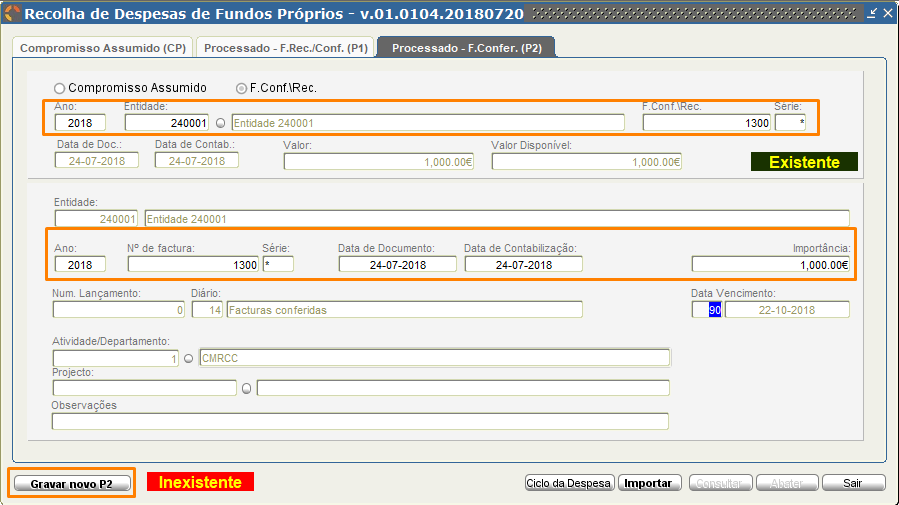 Recolha de Despesas de Fundos Próprios - v.01.0104.20180720
Compromisso Assumido (CP) Processado - F.Rec./Conf. (P1) Processado - F.Confer. (P2)
Compromisso Assumido F.Conf.\Rec.
Ano: Entidade: F.Conf.\Rec. Série:
2018 240001 Entidade 240001 1300 *
Data de Doc.: Data de Contab.: Valor: Valor Disponível:
24-07-2018 24-07-2018 1,000.00€ 1,000.00€ Existente
Entidade:
240001 Entidade 240001
Ano: Nº de factura: Série: Data de Documento: Data de Contabilização: Importância:
2018 1300 * 24-07-2018 24-07-2018 1,000.00€
Num. Lançamento: Diário: Data Vencimento:
0 14 Facturas conferidas 90 22-10-2018
Atividade/Departamento:
1 CMRCC
Projecto:
Observações
Gravar novo P2 Inexistente Ciclo da Despesa Importar Consultar Abater Sair